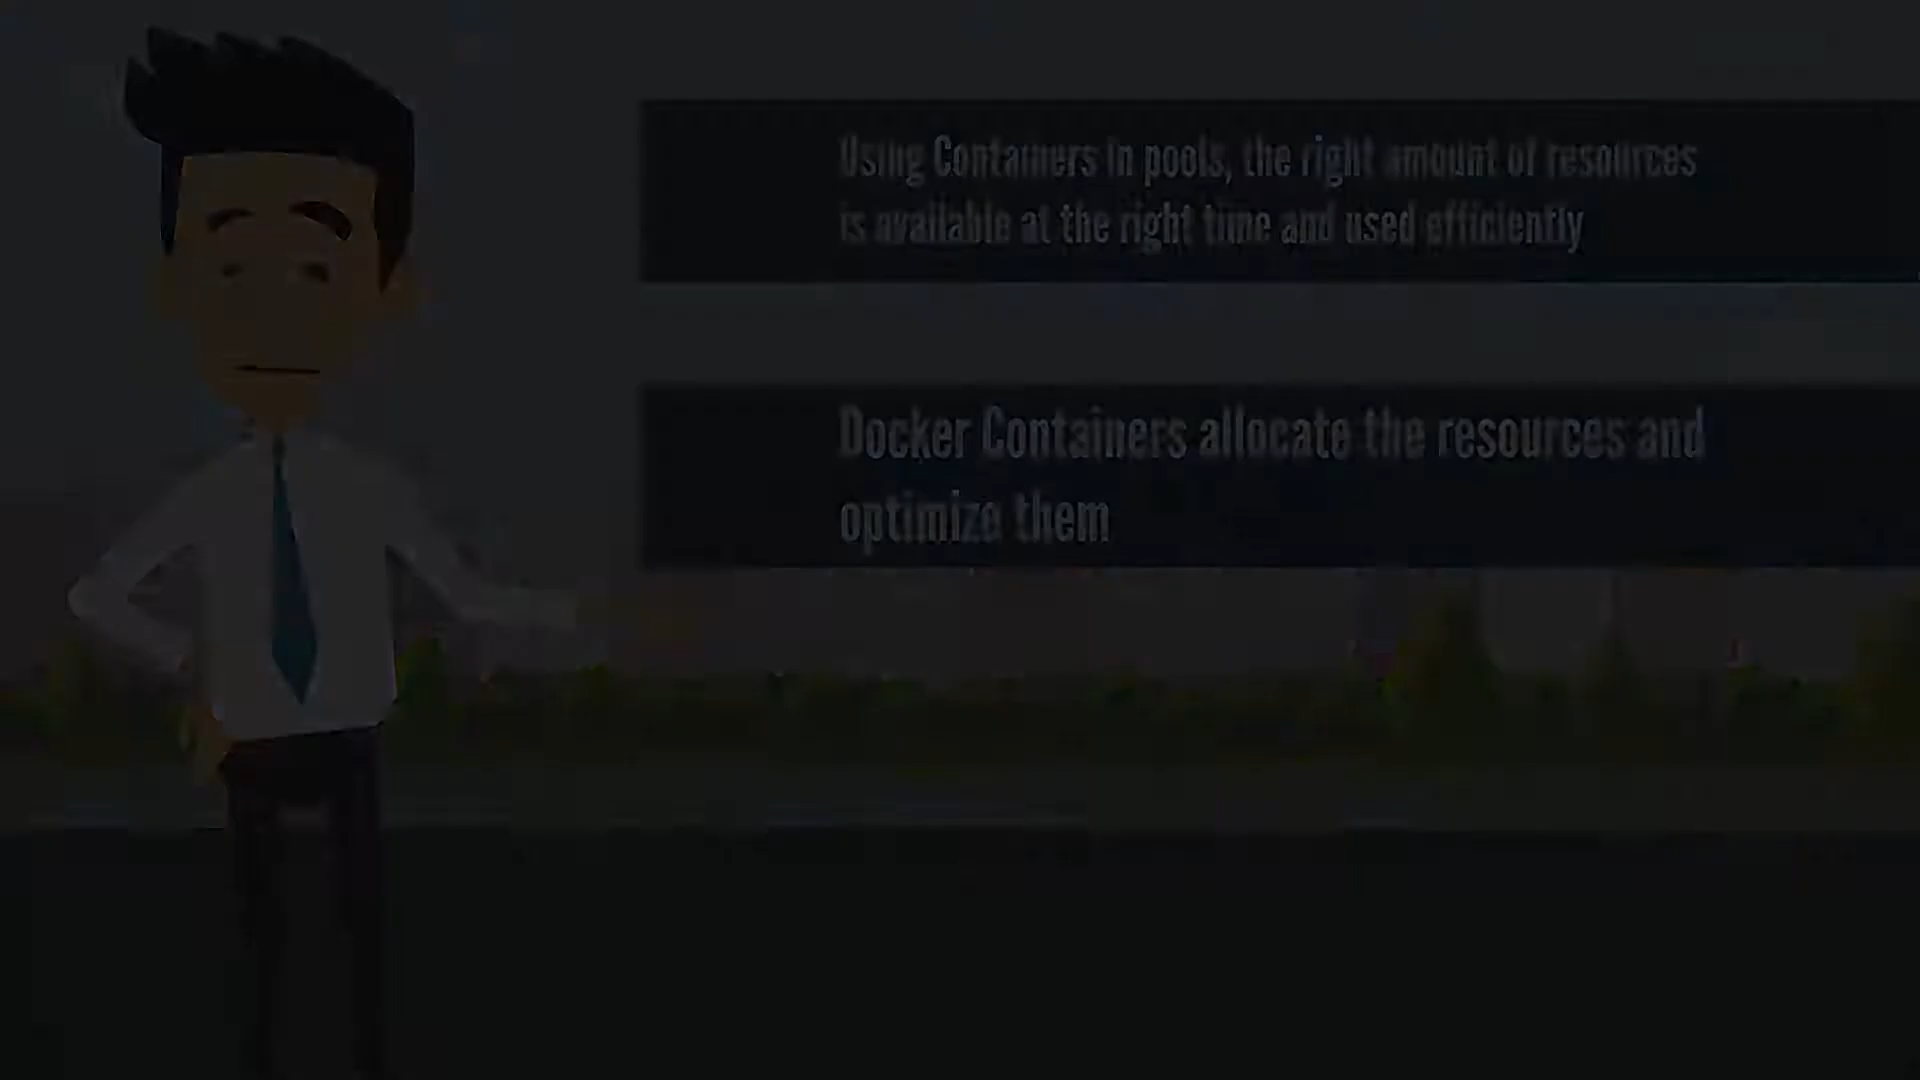 Using Containers in pools, the right amount of resources
is available at the right time and used efficiently
Docker Containers allocate the resources and
optimize them